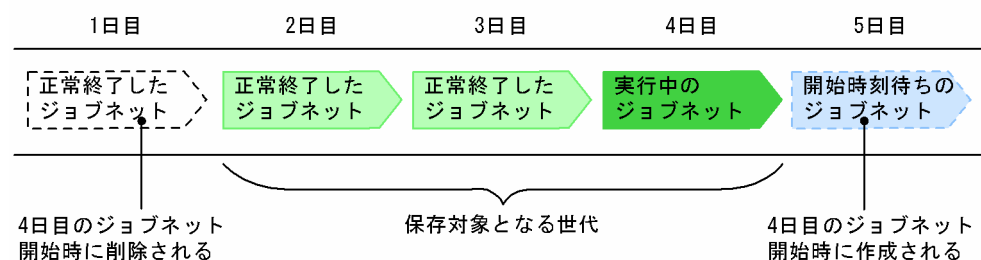 1日目
2日目
3日目
4日目
5日目
正常終了した
ジョブネット
正常終了した
ジョブネット
正常終了した
ジョブネット
実行中の
ジョブネット
開始時刻待ちの
ジョブネット
4日目のジョブネット
開始時に削除される
保存対象となる世代
4日目のジョブネット
開始時に作成される